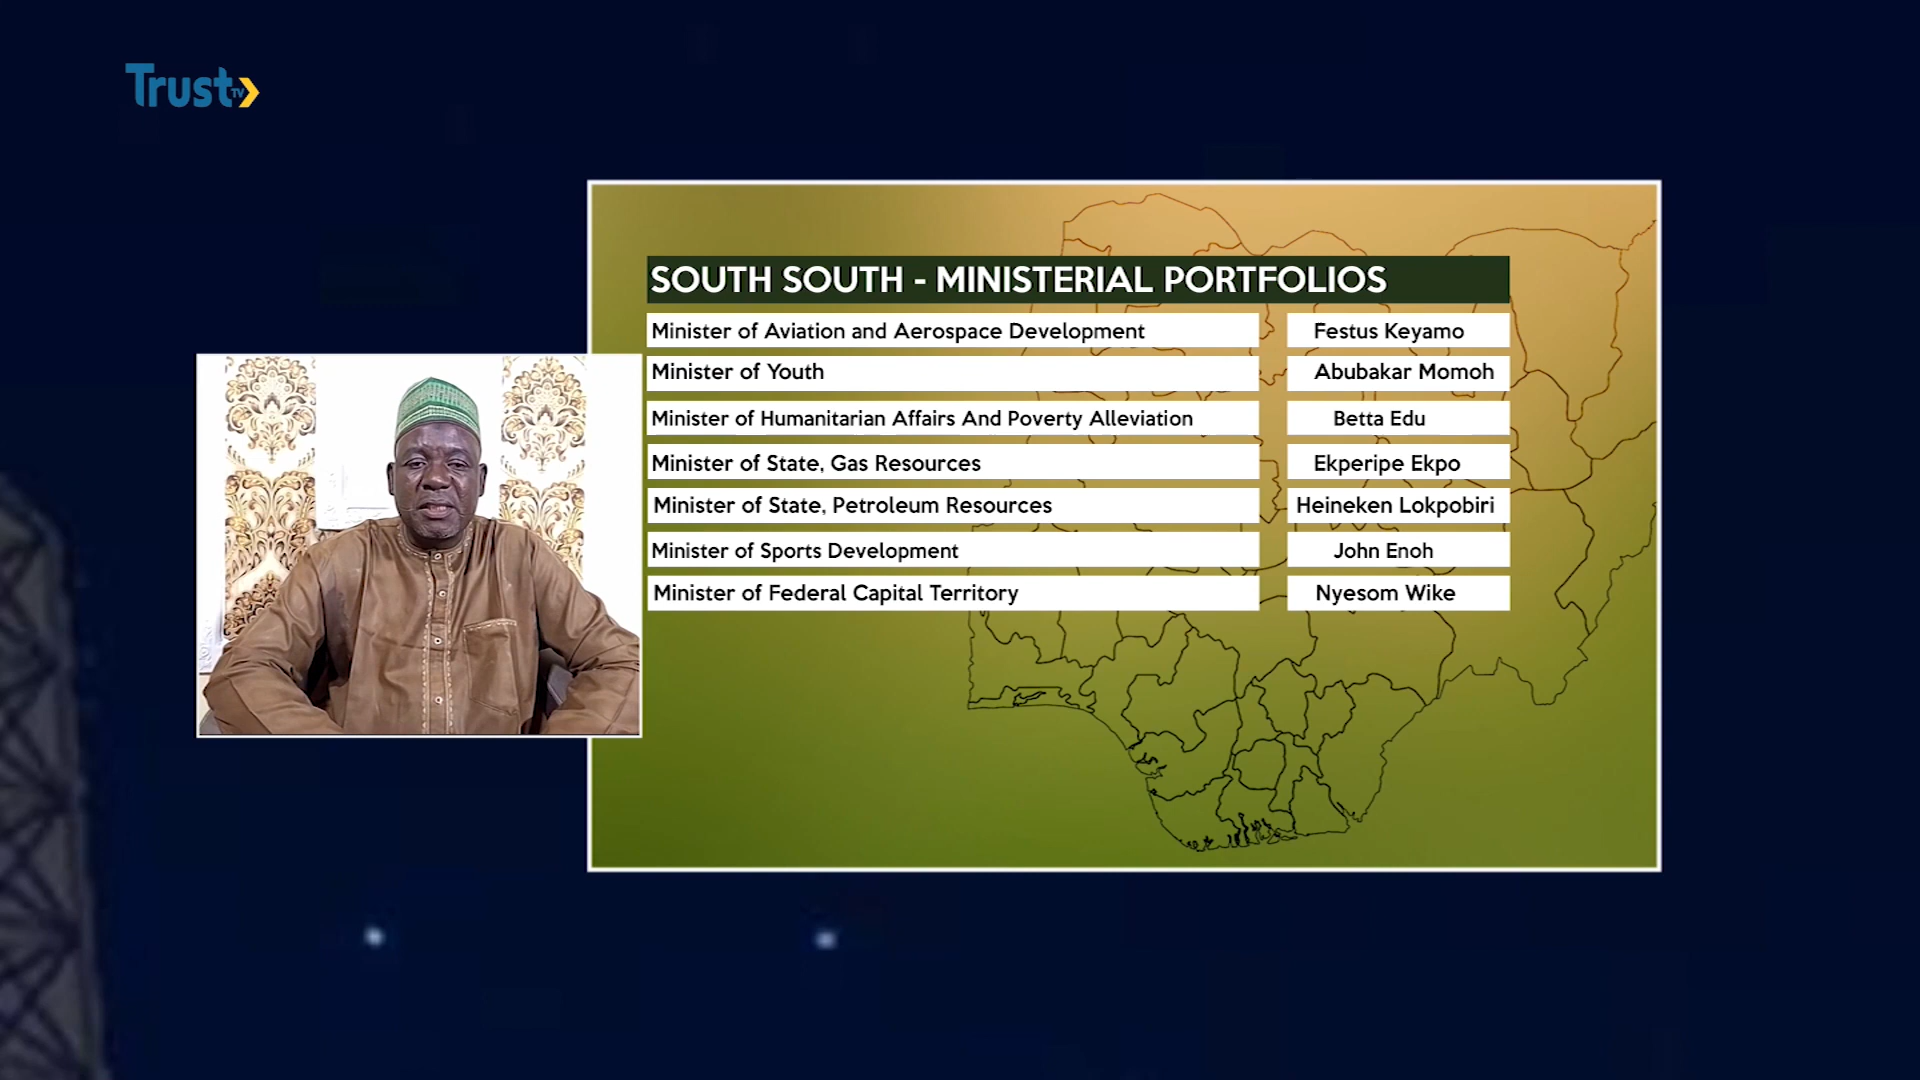 Trust TV
SOUTH SOUTH - MINISTERIAL PORTFOLIOS
Minister of Aviation and Aerospace Development Festus Keyamo
Minister of Youth Abubakar Momoh
Minister of Humanitarian Affairs And Poverty Alleviation Betta Edu
Minister of State, Gas Resources Ekperipe Ekpo
Minister of State, Petroleum Resources Heineken Lokpobiri
Minister of Sports Development John Enoh
Minister of Federal Capital Territory Nyesom Wike